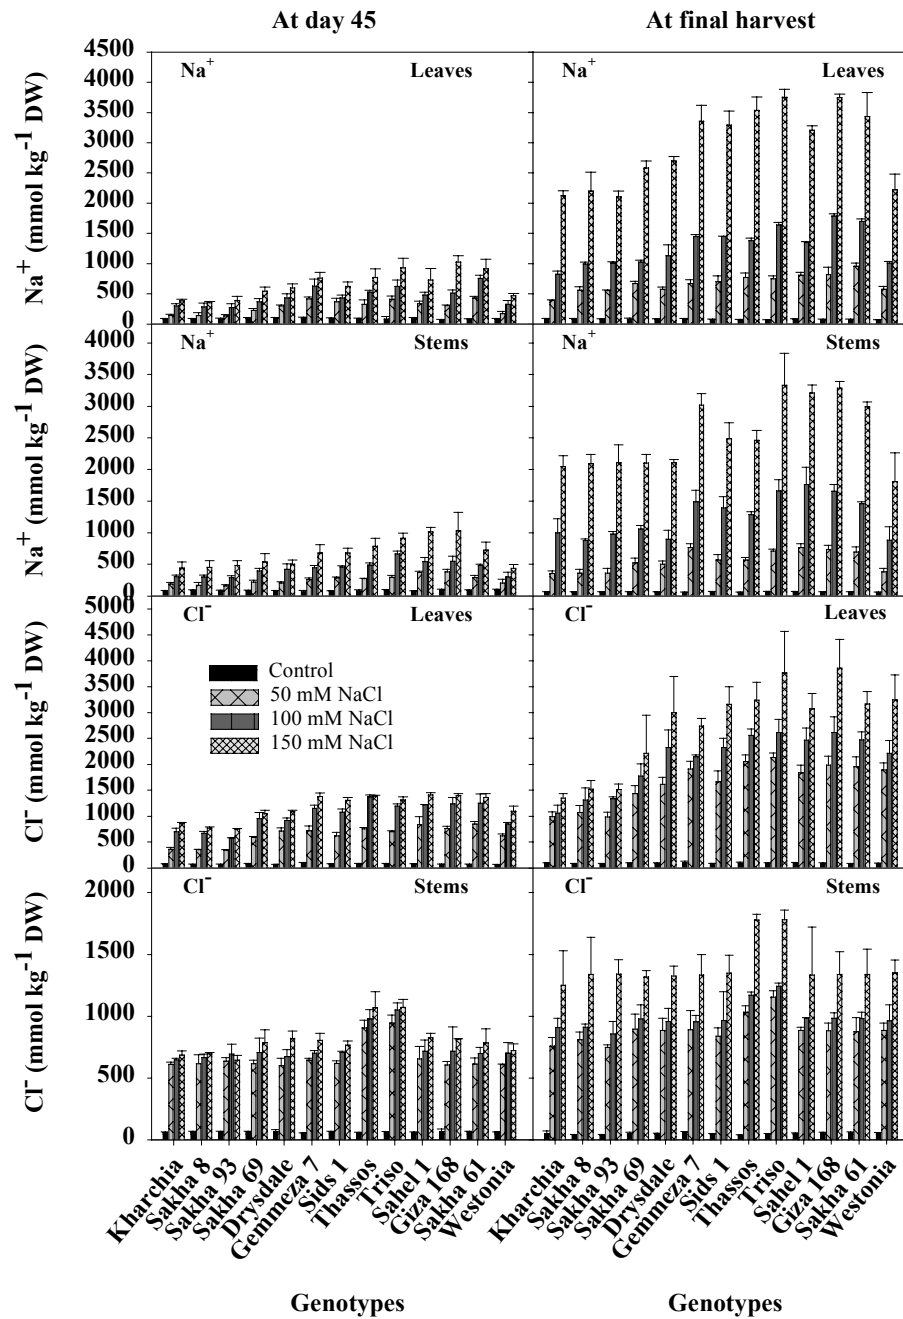 At day 45
At final harvest
Na⁺ (mmol kg⁻¹ DW)
4500
4000
3500
3000
2500
2000
1500
1000
500
0
Na⁺
Leaves
Na⁺
Leaves
Na⁺ (mmol kg⁻¹ DW)
4000
3500
3000
2500
2000
1500
1000
500
0
Na⁺
Stems
Na⁺
Stems
Cl⁻ (mmol kg⁻¹ DW)
5000
4500
4000
3500
3000
2500
2000
1500
1000
500
0
Cl⁻
Leaves
Control
50 mM NaCl
100 mM NaCl
150 mM NaCl
Cl⁻
Leaves
Cl⁻ (mmol kg⁻¹ DW)
2000
1500
1000
500
0
Cl⁻
Stems
Cl⁻
Stems
Kharchia
Sakha 8
Sakha 93
Sakha 69
Drysdale
Gemmeza 7
Sids 1
Thassos
Triso
Sahel 1
Giza 168
Sakha 61
Westonia
Kharchia
Sakha 8
Sakha 93
Sakha 69
Drysdale
Gemmeza 7
Sids 1
Thassos
Triso
Sahel 1
Giza 168
Sakha 61
Westonia
Genotypes
Genotypes